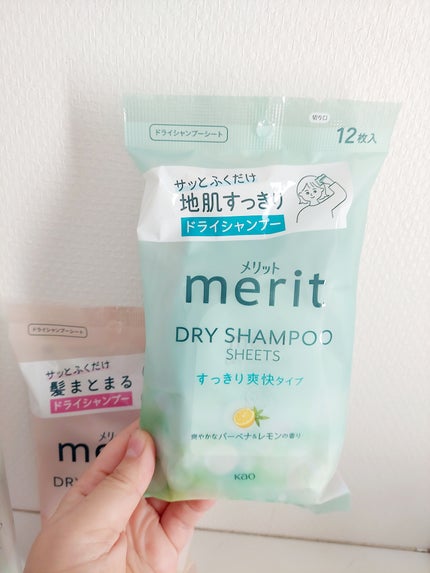 ドライシャンプーシート
切り口
12枚入
サッとふくだけ
地肌すっきり
ドライシャンプー
メリット
merit
DRY SHAMPOO
SHEETS
すっきり爽快タイプ
爽やかなバーベナ&レモンの香り
Kao
ドライシャンプーシート
サッとふくだけ
髪まとまる
ドライシャンプー
メリ
me
DRY